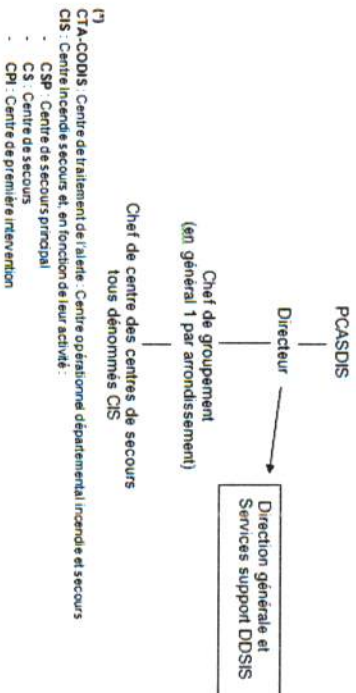 PCASDIS
Directeur
Direction générale et
Services support DDSIS
Chef de groupement
(en général 1 par arrondissement)
Chef de centre des centres de secours
tous dénommés CIS
(*)
CTA-CODIS : Centre de traitement de l'alerte : Centre opérationnel départemental incendie et secours
CIS : Centre Incendie secours et, en fonction de leur activité :
- CSP : Centre de secours principal
- CS : Centre de secours
- CPI : Centre de première intervention